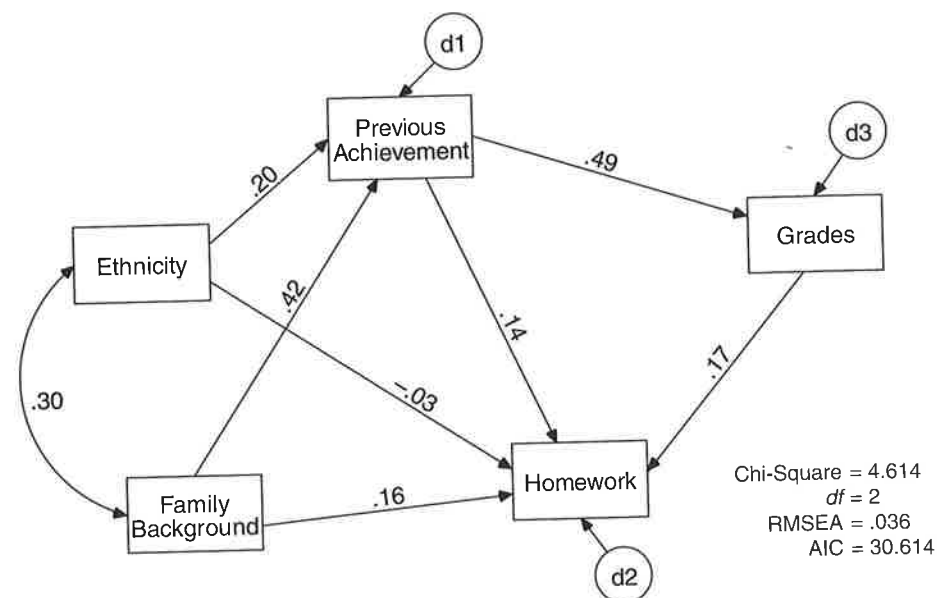 d1
Previous
Achievement
d3
.20
.49
Grades
Ethnicity
.42
.14
.17
–.03
.30
Family
Background
.16
Homework
d2
Chi-Square = 4.614
df = 2
RMSEA = .036
AIC = 30.614